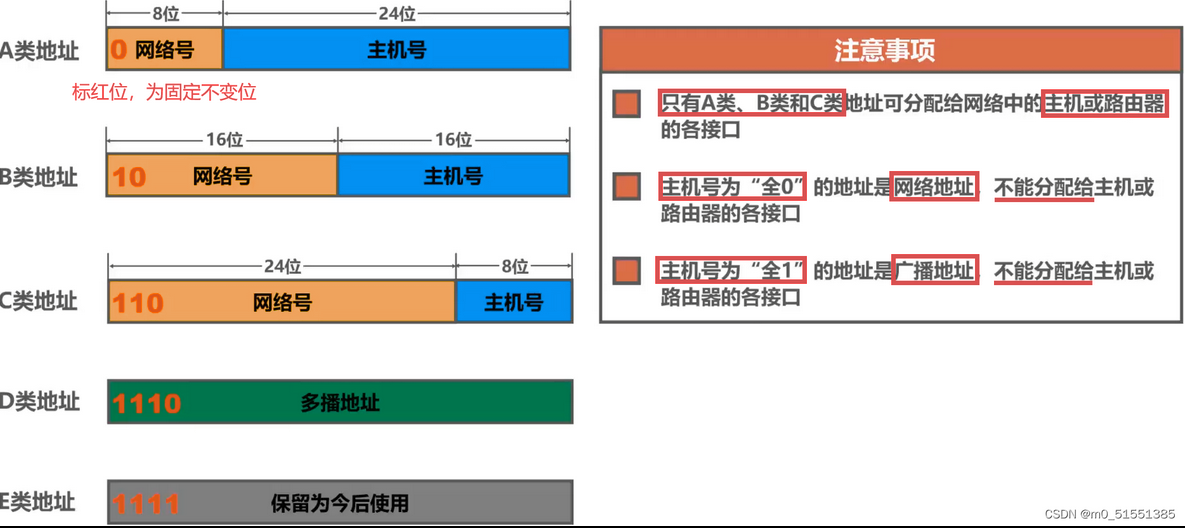 8位
24位
A类地址
0 网络号
主机号
标红位，为固定不变位
16位
16位
B类地址
10
网络号
主机号
24位
8位
C类地址
110
网络号
主机号
D类地址
1110
多播地址
E类地址
1111
保留为今后使用
注意事项
只有A类、B类和C类地址可分配给网络中的主机或路由器
的各接口
主机号为“全0”的地址是网络地址，不能分配给主机或
路由器的各接口
主机号为“全1”的地址是广播地址，不能分配给主机或
路由器的各接口
CSDN @m0_51551385